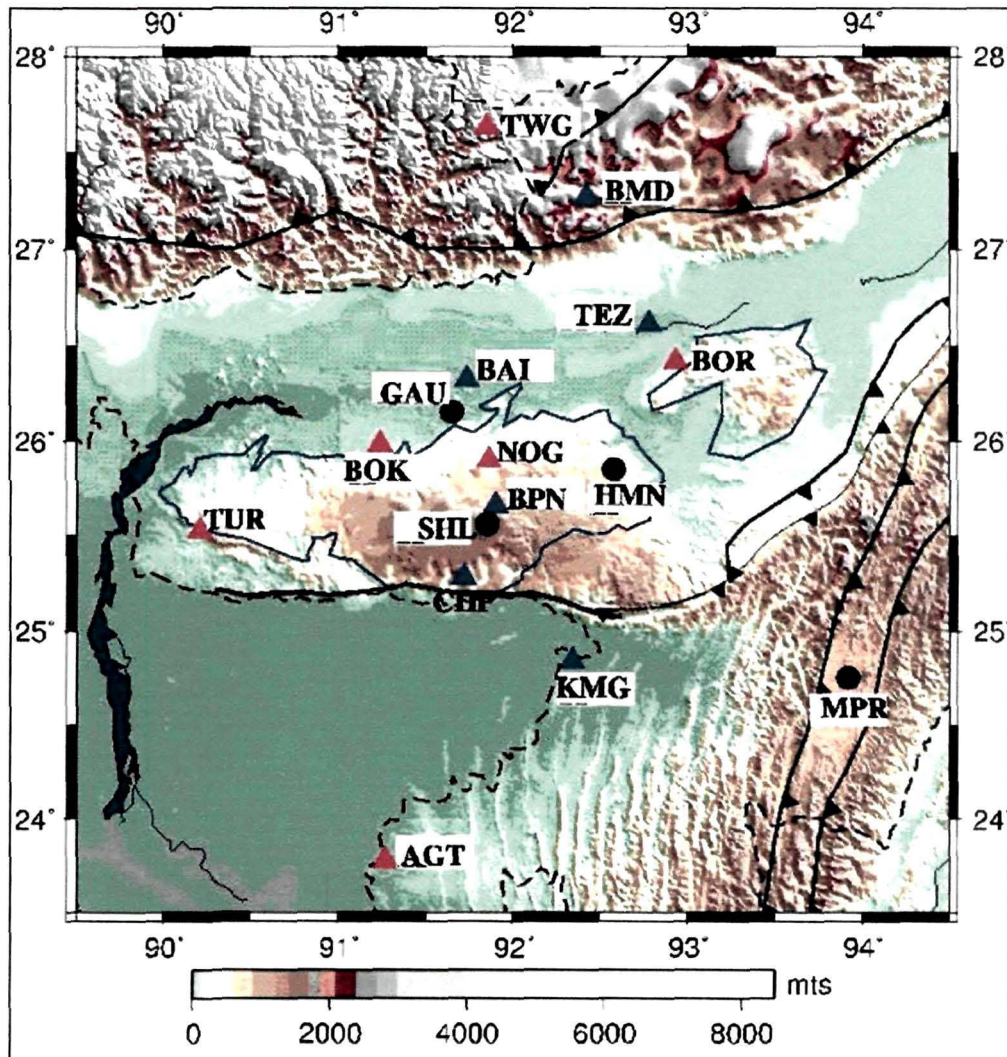 90° 91° 92° 93° 94°
28° 28°
TWG
BMD
27° 27°
TEZ
BAI BOR
GAU
26° 26°
BOK NOG
HMN
BPN
TUR SHL
CHP
25° 25°
KMG
MPR
24° 24°
AGT
90° 91° 92° 93° 94°
mts
0 2000 4000 6000 8000